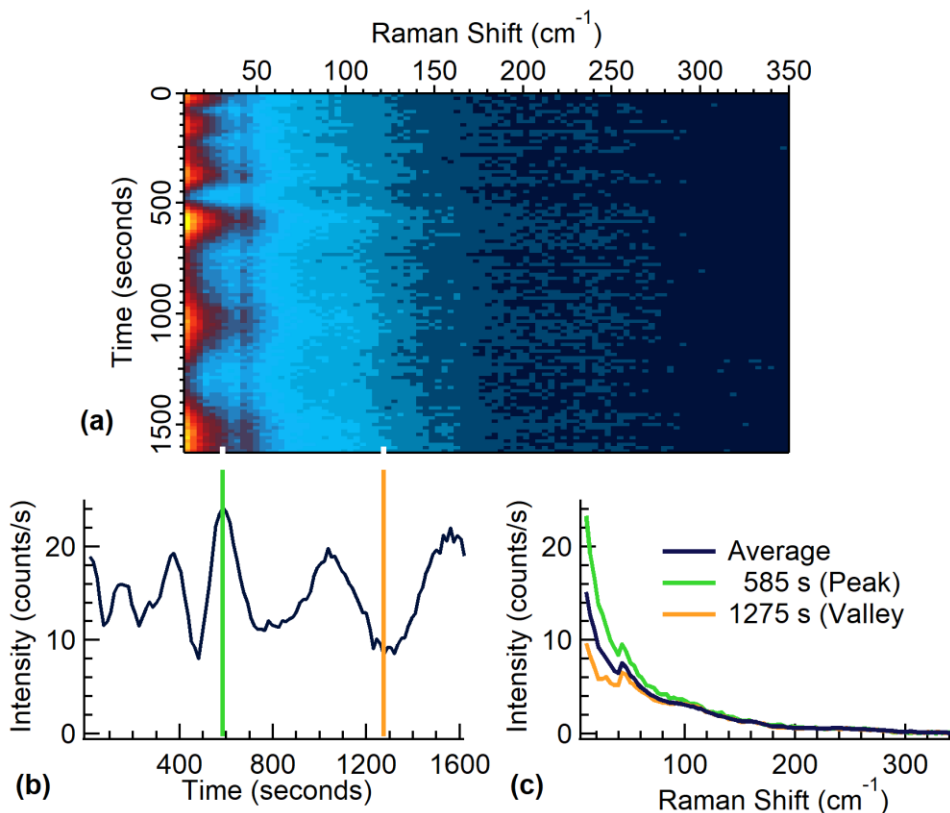 Raman Shift (cm-1)
50 100 150 200 250 300 350
0
500
1000
1500
Time (seconds)
(a)
20
10
0
Intensity (counts/s)
400 800 1200 1600
Time (seconds)
(b)
20
10
0
Intensity (counts/s)
Average
585 s (Peak)
1275 s (Valley
100 200 300
Raman Shift (cm-1)
(c)